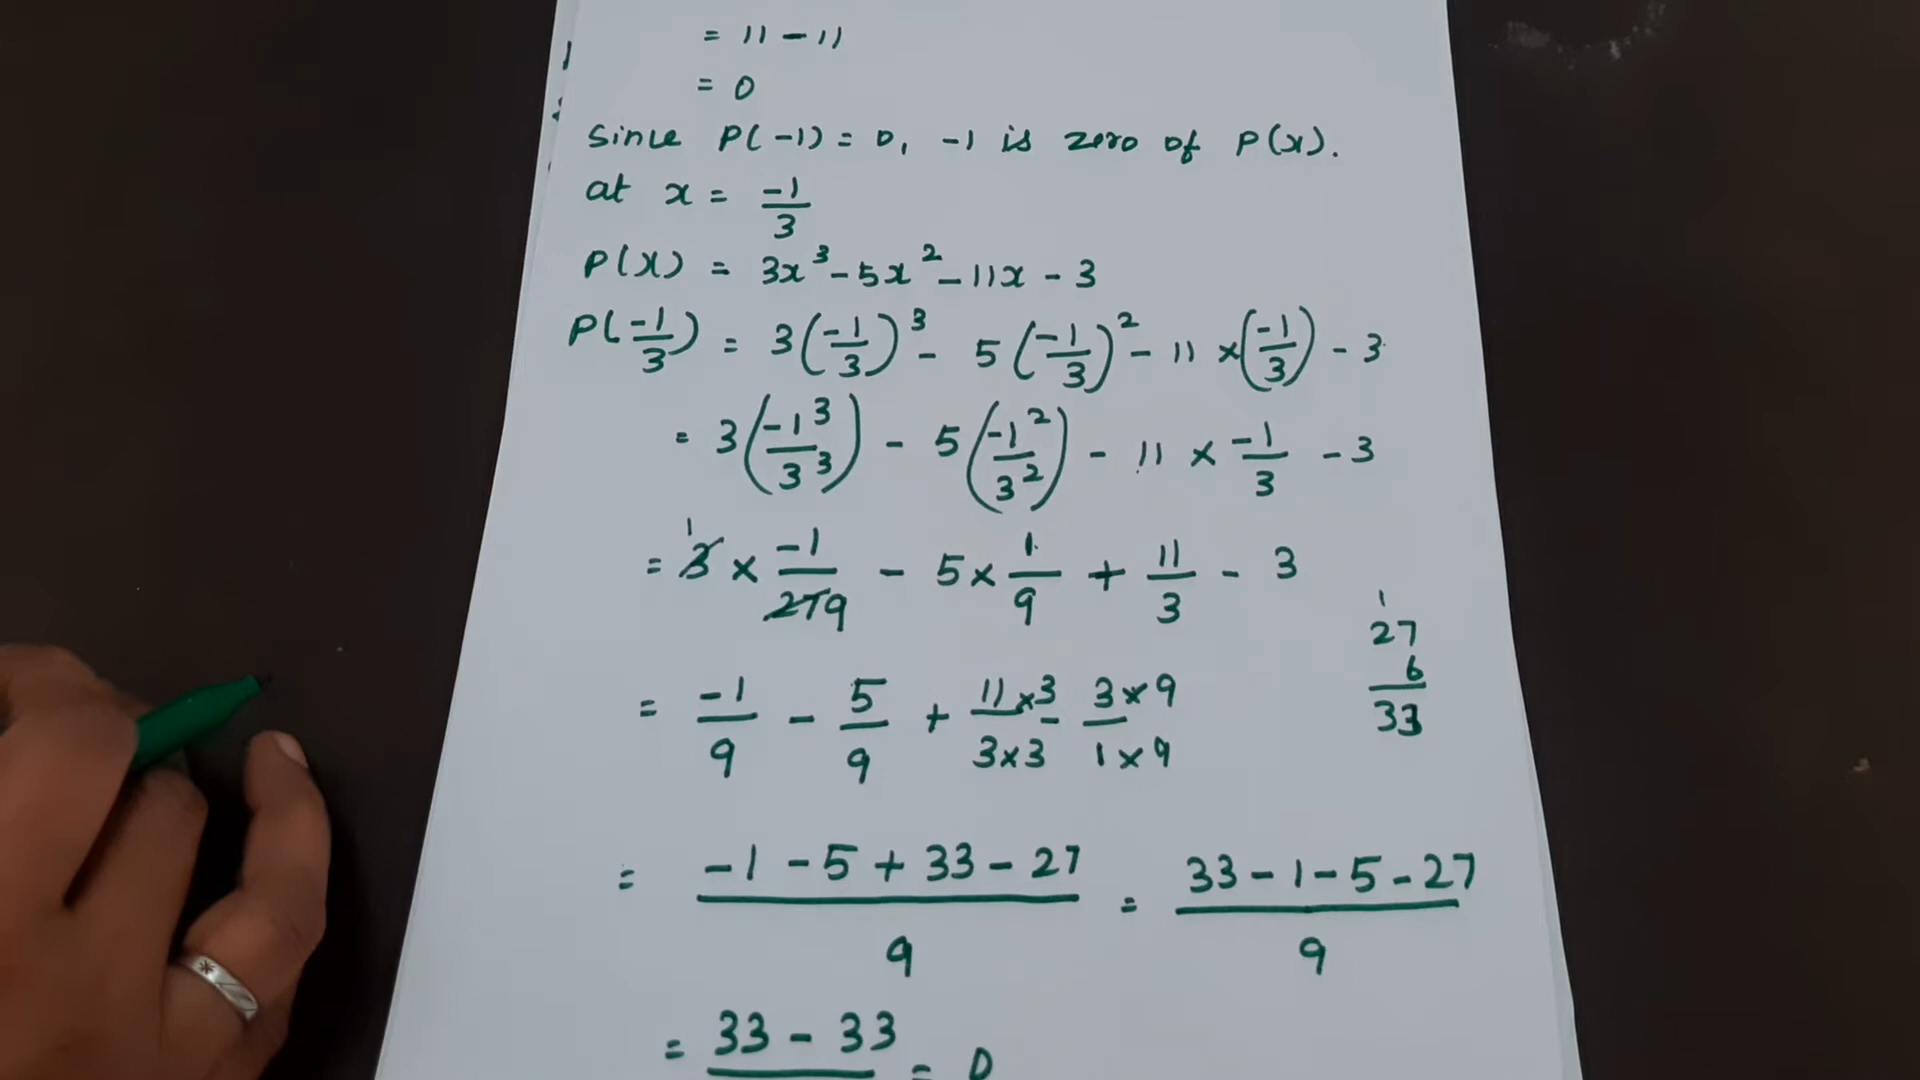 = 11 - 11
= 0
Since P(-1) = 0, -1 is zero of P(x).
at x = -1/3
P(x) = 3x³ - 5x² - 11x - 3
P(-1/3) = 3(-1/3)³ - 5(-1/3)² - 11 × (-1/3) - 3
= 3(-1³/3³) - 5(-1²/3²) - 11 × -1/3 - 3
= 1 3 × -1/27 9 - 5 × 1/9 + 11/3 - 3
1
27
6
33
= -1/9 - 5/9 + 11×3/3×3 - 3×9/1×9
= -1 - 5 + 33 - 27/9 = 33 - 1 - 5 - 27/9
= 33 - 33 = 0